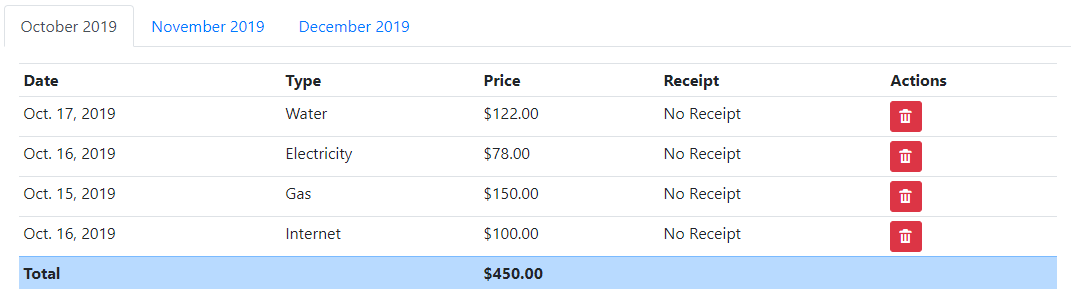 October 2019 November 2019 December 2019
Date Type Price Receipt Actions
Oct. 17, 2019 Water $122.00 No Receipt
Oct. 16, 2019 Electricity $78.00 No Receipt
Oct. 15, 2019 Gas $150.00 No Receipt
Oct. 16, 2019 Internet $100.00 No Receipt
Total $450.00